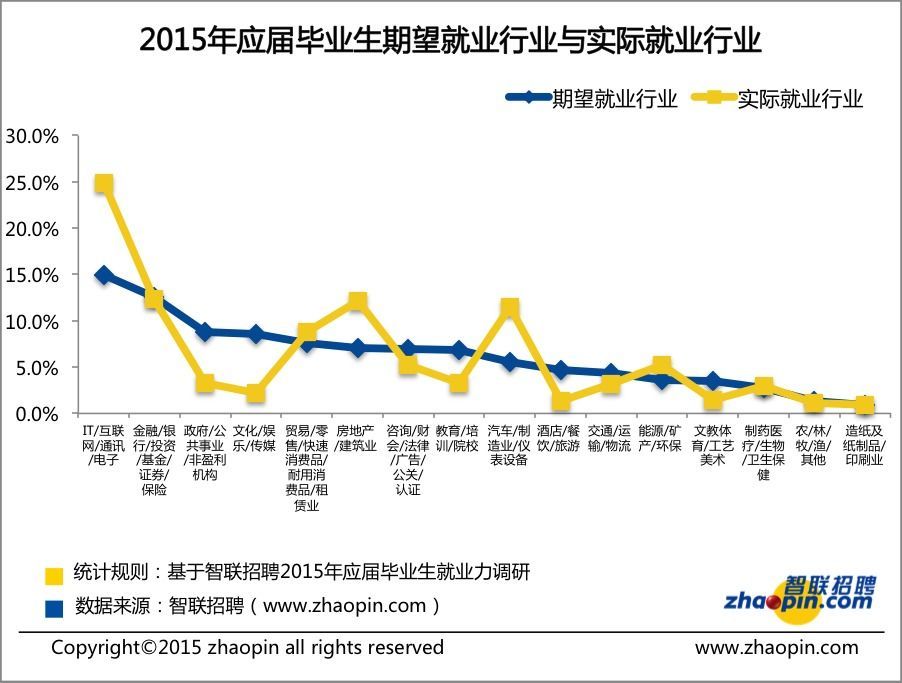 2015年应届毕业生期望就业行业与实际就业行业
期望就业行业
实际就业行业
30.0%
25.0%
20.0%
15.0%
10.0%
5.0%
0.0%
IT/互联
网/通讯
/电子
金融/银
行/投资
/基金/
证券/
保险
政府/公
共事业/
/非盈利
机构
文化/娱
乐/传媒
贸易/零
售/快速
消费品/
耐用消
费品/租
赁业
房地产
/建筑业
咨询/财
会/法律
/广告/
公关/
认证
教育/培
训/院校
汽车/制
造业/仪
表设备
酒店/餐
饮/旅游
交通/运
输/物流
能源/矿
产/环保
文教体
育/工艺
美术
制药医
疗/生物
/卫生保
健
农/林/
牧/渔/
其他
造纸及
纸制品/
印刷业
统计规则：基于智联招聘2015年应届毕业生就业力调研
数据来源：智联招聘（www.zhaopin.com）
智联招聘
zhaopin.com
Copyright©2015 zhaopin all rights reserved
www.zhaopin.com